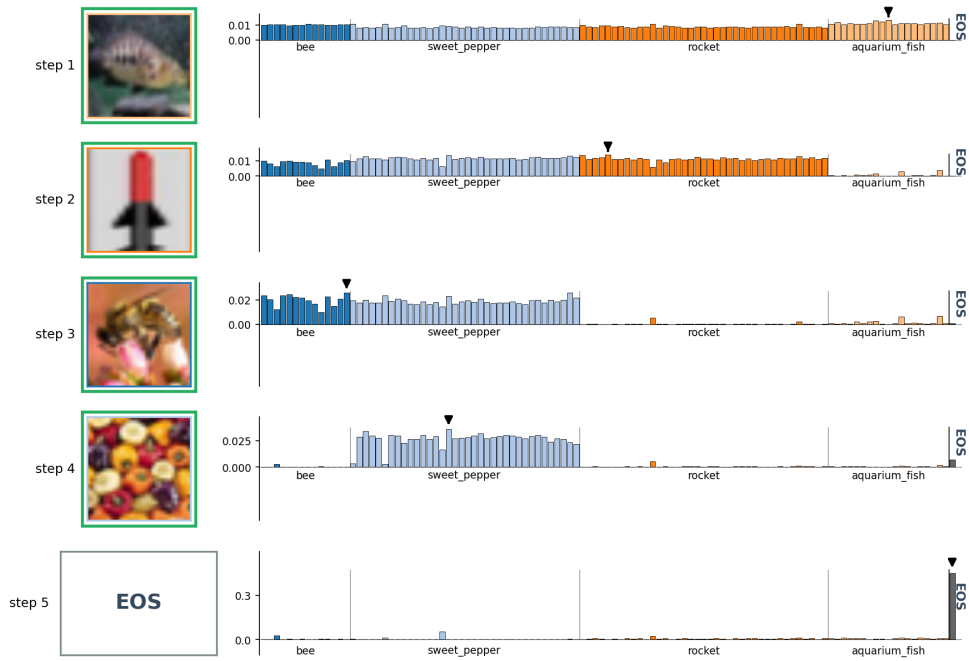 step 1
0.01
0.00
bee
sweet_pepper
rocket
aquarium_fish
EOS
step 2
0.01
0.00
bee
sweet_pepper
rocket
aquarium_fish
EOS
step 3
0.02
0.00
bee
sweet_pepper
rocket
aquarium_fish
EOS
step 4
0.025
0.000
bee
sweet_pepper
rocket
aquarium_fish
EOS
step 5
EOS
0.3
0.0
bee
sweet_pepper
rocket
aquarium_fish
EOS